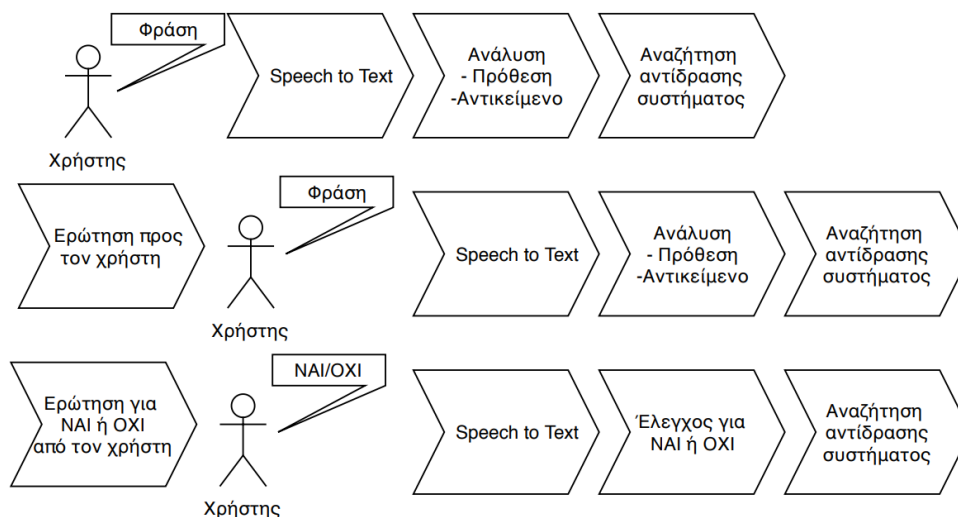 Φράση
Speech to Text
Ανάλυση
- Πρόθεση
-Αντικείμενο
Αναζήτηση
αντίδρασης
συστήματος
Χρήστης
Ερώτηση προς
τον χρήστη
Φράση
Χρήστης
Speech to Text
Ανάλυση
- Πρόθεση
-Αντικείμενο
Αναζήτηση
αντίδρασης
συστήματος
Ερώτηση για
ΝΑΙ ή ΟΧΙ
από τον χρήστη
ΝΑΙ/ΟΧΙ
Χρήστης
Speech to Text
Έλεγχος για
ΝΑΙ ή ΟΧΙ
Αναζήτηση
αντίδρασης
συστήματος